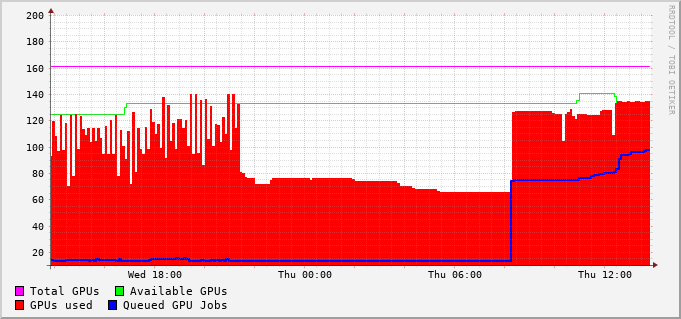 200
180
160
140
120
100
80
60
40
20
Wed 18:00 Thu 00:00 Thu 06:00 Thu 12:00
Total GPUs Available GPUs
GPUs used Queued GPU Jobs
RRDTOOL / TOBI OETIKER